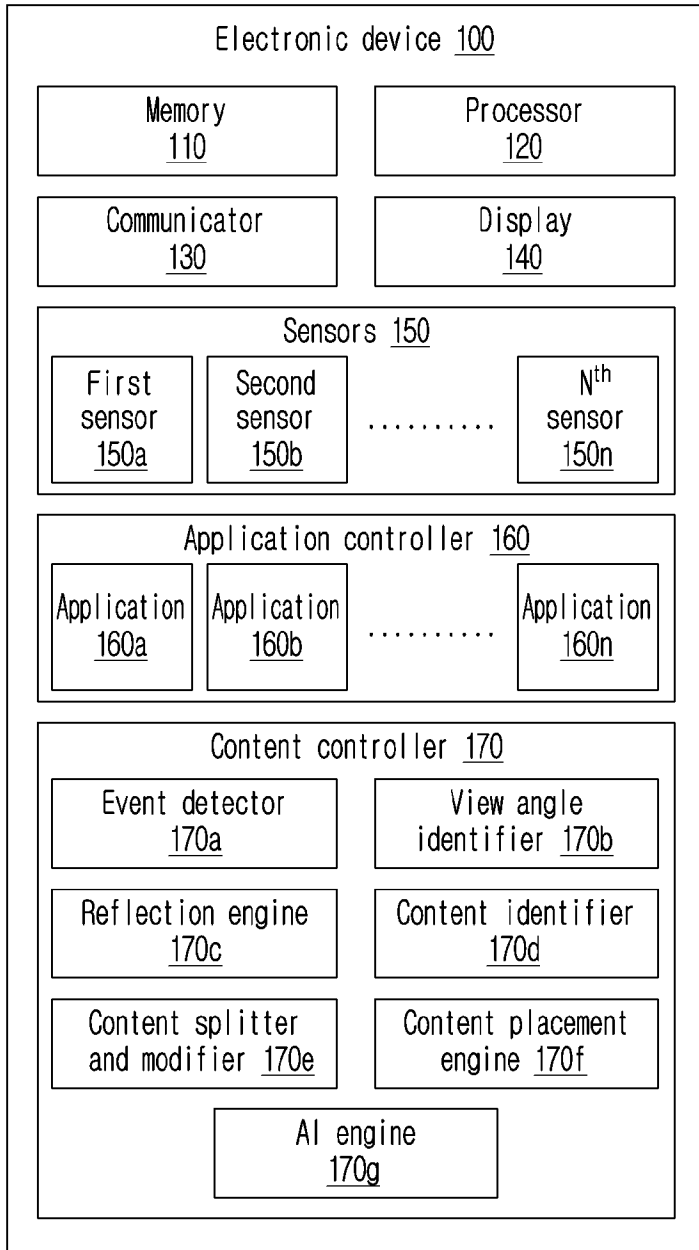 Electronic device 100
Memory
110
Processor
120
Communicator
130
Display
140
Sensors 150
First
sensor
150a
Second
sensor
150b
..........
Nth
sensor
150n
Application controller 160
Application
160a
Application
160b
..........
Application
160n
Content controller 170
Event detector
170a
View angle
identifier 170b
Reflection engine
170c
Content identifier
170d
Content splitter
and modifier 170e
Content placement
engine 170f
AI engine
170g